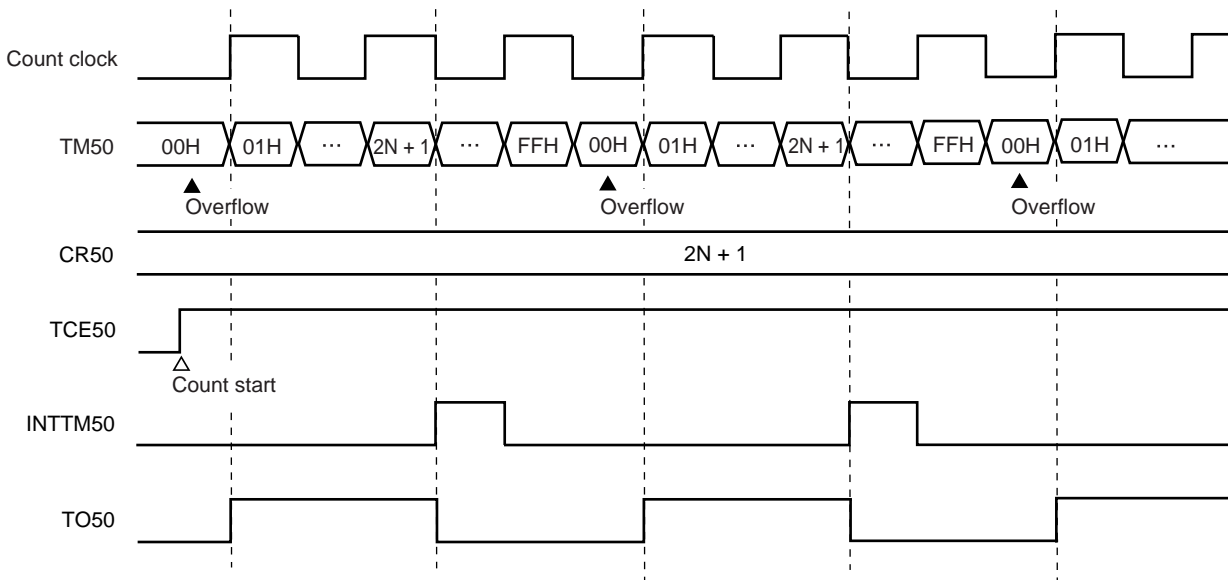 Count clock
TM50 00H 01H ... 2N + 1 ... FFH 00H 01H ... 2N + 1 ... FFH 00H 01H ...
Overflow Overflow Overflow
CR50 2N + 1
TCE50
Count start
INTTM50
TO50